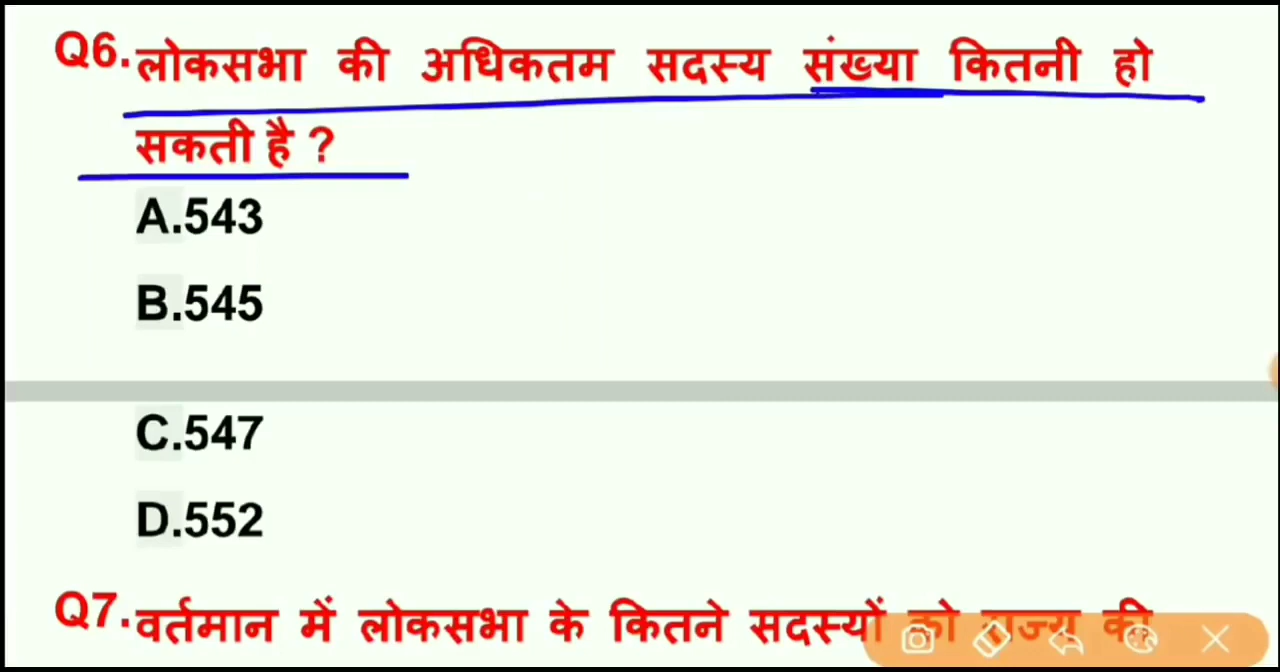 Q6.लोकसभा की अधिकतम सदस्य संख्या कितनी हो
सकती है ?
A.543
B.545
C.547
D.552
Q7.वर्तमान में लोकसभा के कितने सदस्यों को राज्य की